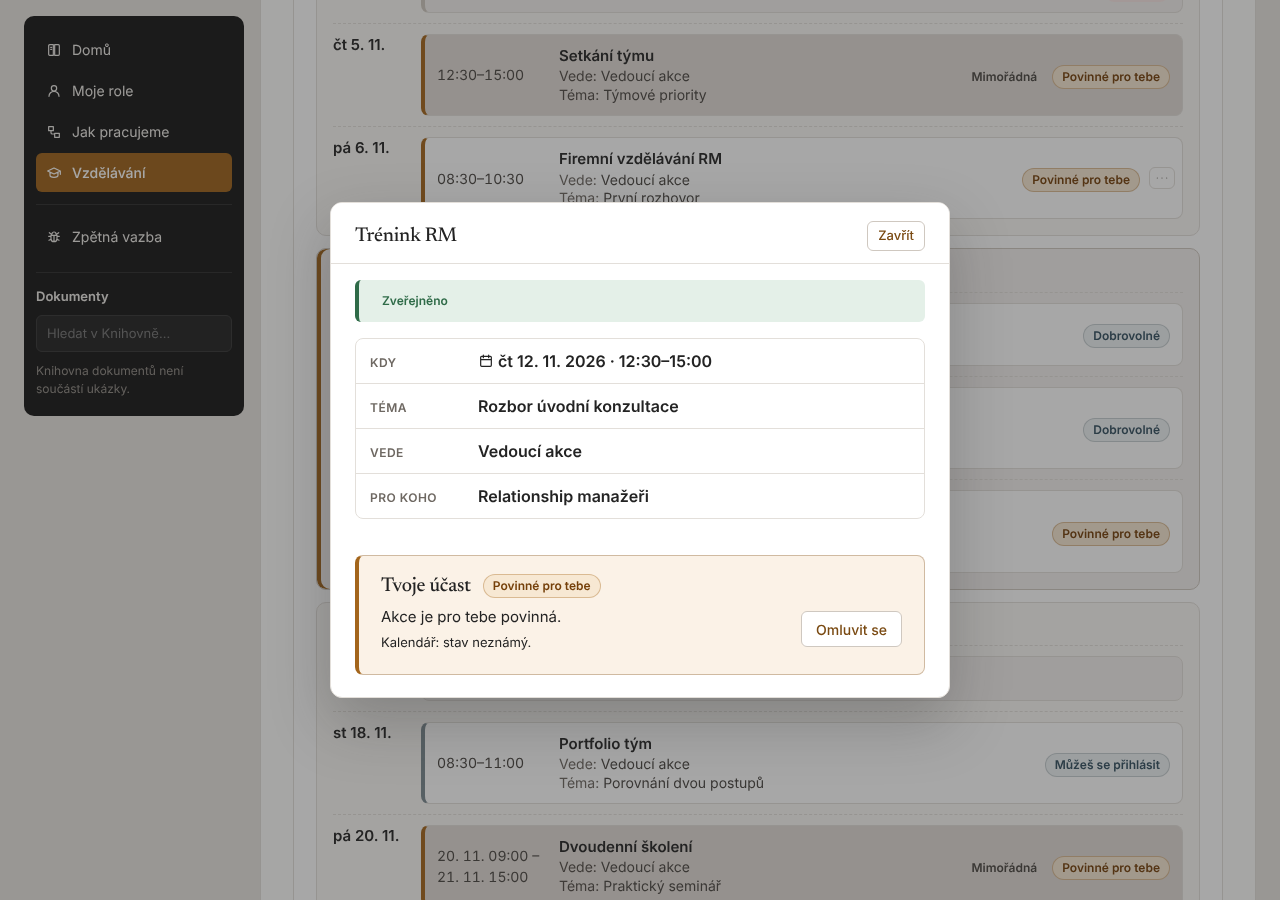 Domů
Moje role
Jak pracujeme
Vzdělávání
Zpětná vazba
Dokumenty
Hledat v Knihovně…
Knihovna dokumentů není
součástí ukázky.
čt 5. 11.
12:30–15:00
Setkání týmu
Vede: Vedoucí akce
Téma: Týmové priority
Mimořádná
Povinné pro tebe
pá 6. 11.
08:30–10:30
Firemní vzdělávání RM
Vede: Vedoucí akce
Téma: První rozhovor
Povinné pro tebe
···
Trénink RM
Zavřít
Zveřejněno
KDY
čt 12. 11. 2026 · 12:30–15:00
TÉMA
Rozbor úvodní konzultace
VEDE
Vedoucí akce
PRO KOHO
Relationship manažeři
Tvoje účast
Povinné pro tebe
Akce je pro tebe povinná.
Kalendář: stav neznámý.
Omluvit se
Dobrovolné
Dobrovolné
Povinné pro tebe
st 18. 11.
08:30–11:00
Portfolio tým
Vede: Vedoucí akce
Téma: Porovnání dvou postupů
Můžeš se přihlásit
pá 20. 11.
20. 11. 09:00 –
21. 11. 15:00
Dvoudenní školení
Vede: Vedoucí akce
Téma: Praktický seminář
Mimořádná
Povinné pro tebe